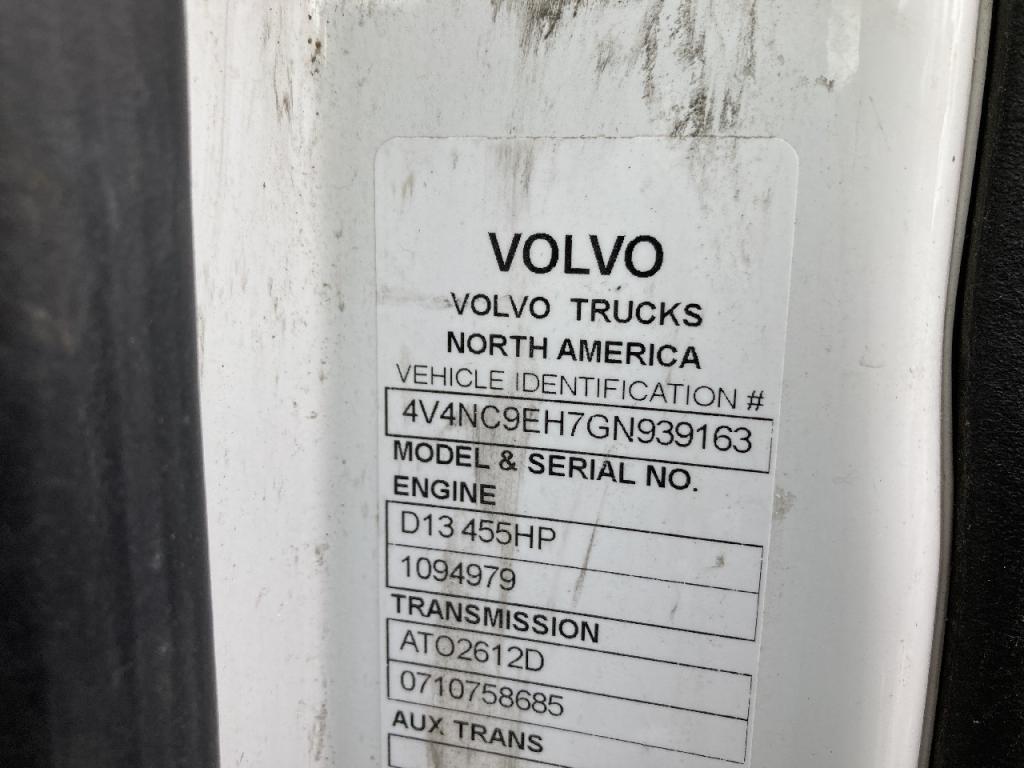 VOLVO
VOLVO TRUCKS
NORTH AMERICA
VEHICLE IDENTIFICATION #
4V4NC9EH7GN939163
MODEL & SERIAL NO.
ENGINE
D13 455HP
1094979
TRANSMISSION
ATO2612D
0710758685
AUX TRANS